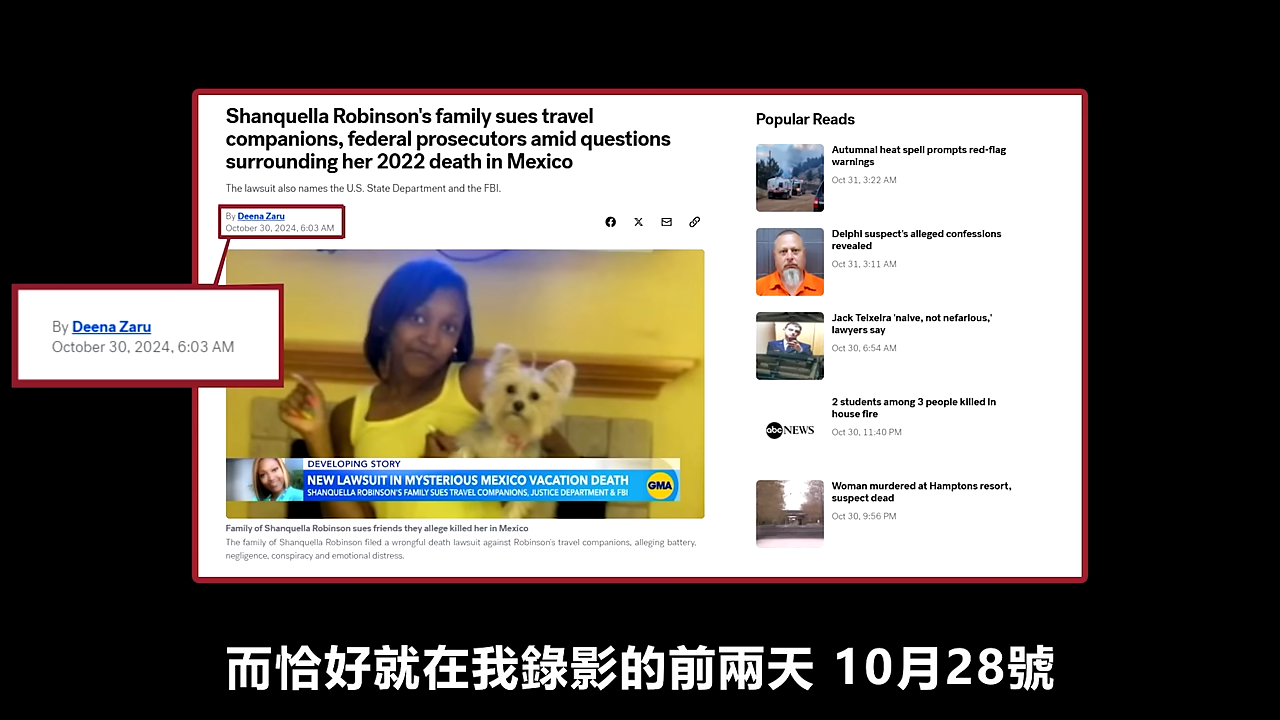 Shanquella Robinson's family sues travel
companions, federal prosecutors amid questions
surrounding her 2022 death in Mexico
The lawsuit also names the U.S. State Department and the FBI.
By Deena Zaru
October 30, 2024, 6:03 AM
By Deena Zaru
October 30, 2024, 6:03 AM
DEVELOPING STORY
NEW LAWSUIT IN MYSTERIOUS MEXICO VACATION DEATH
SHANQUELLA ROBINSON'S FAMILY SUES TRAVEL COMPANIONS, JUSTICE DEPARTMENT & FBI
GMA
Family of Shanquella Robinson sues friends they allege killed her in Mexico
The family of Shanquella Robinson filed a wrongful death lawsuit against Robinson's travel companions, alleging battery,
negligence, conspiracy and emotional distress.
Popular Reads
Autumnal heat spell prompts red-flag
warnings
Oct 31, 3:22 AM
Delphi suspect's alleged confessions
revealed
Oct 31, 3:11 AM
Jack Teixeira 'naive, not nefarious,'
lawyers say
Oct 30, 6:54 AM
abc NEWS
2 students among 3 people killed in
house fire
Oct 30, 11:40 PM
Woman murdered at Hamptons resort,
suspect dead
Oct 30, 9:56 PM
而恰好就在我錄影的前兩天 10月28號